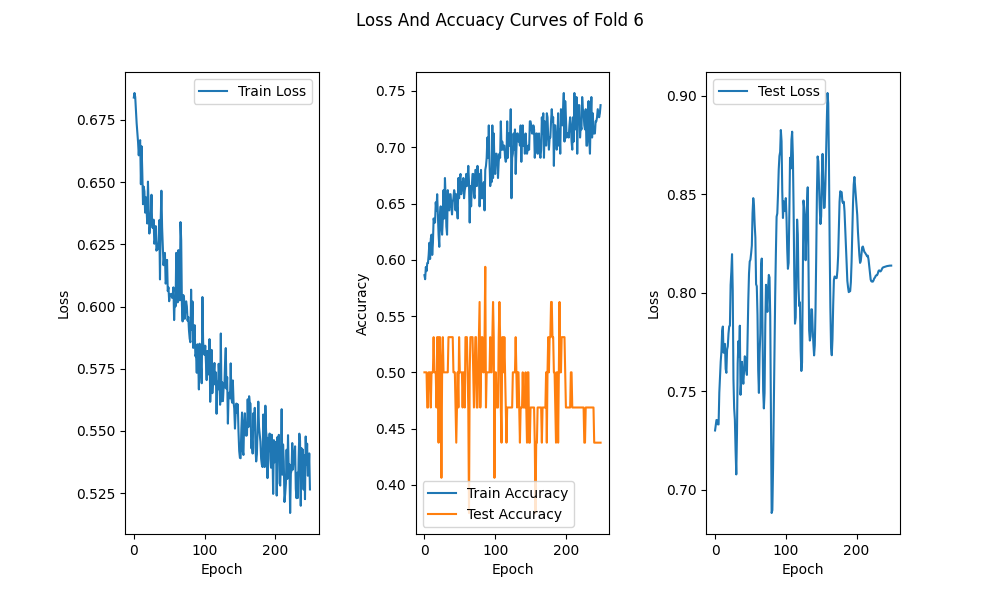 Loss And Accuacy Curves of Fold 6
Train Loss
0.675
0.650
0.625
0.600
0.575
0.550
0.525
Loss
0 100 200
Epoch
0.75
0.70
0.65
0.60
0.55
0.50
0.45
0.40
Accuracy
Train Accuracy
Test Accuracy
0 100 200
Epoch
Test Loss
0.90
0.85
0.80
0.75
0.70
Loss
0 100 200
Epoch